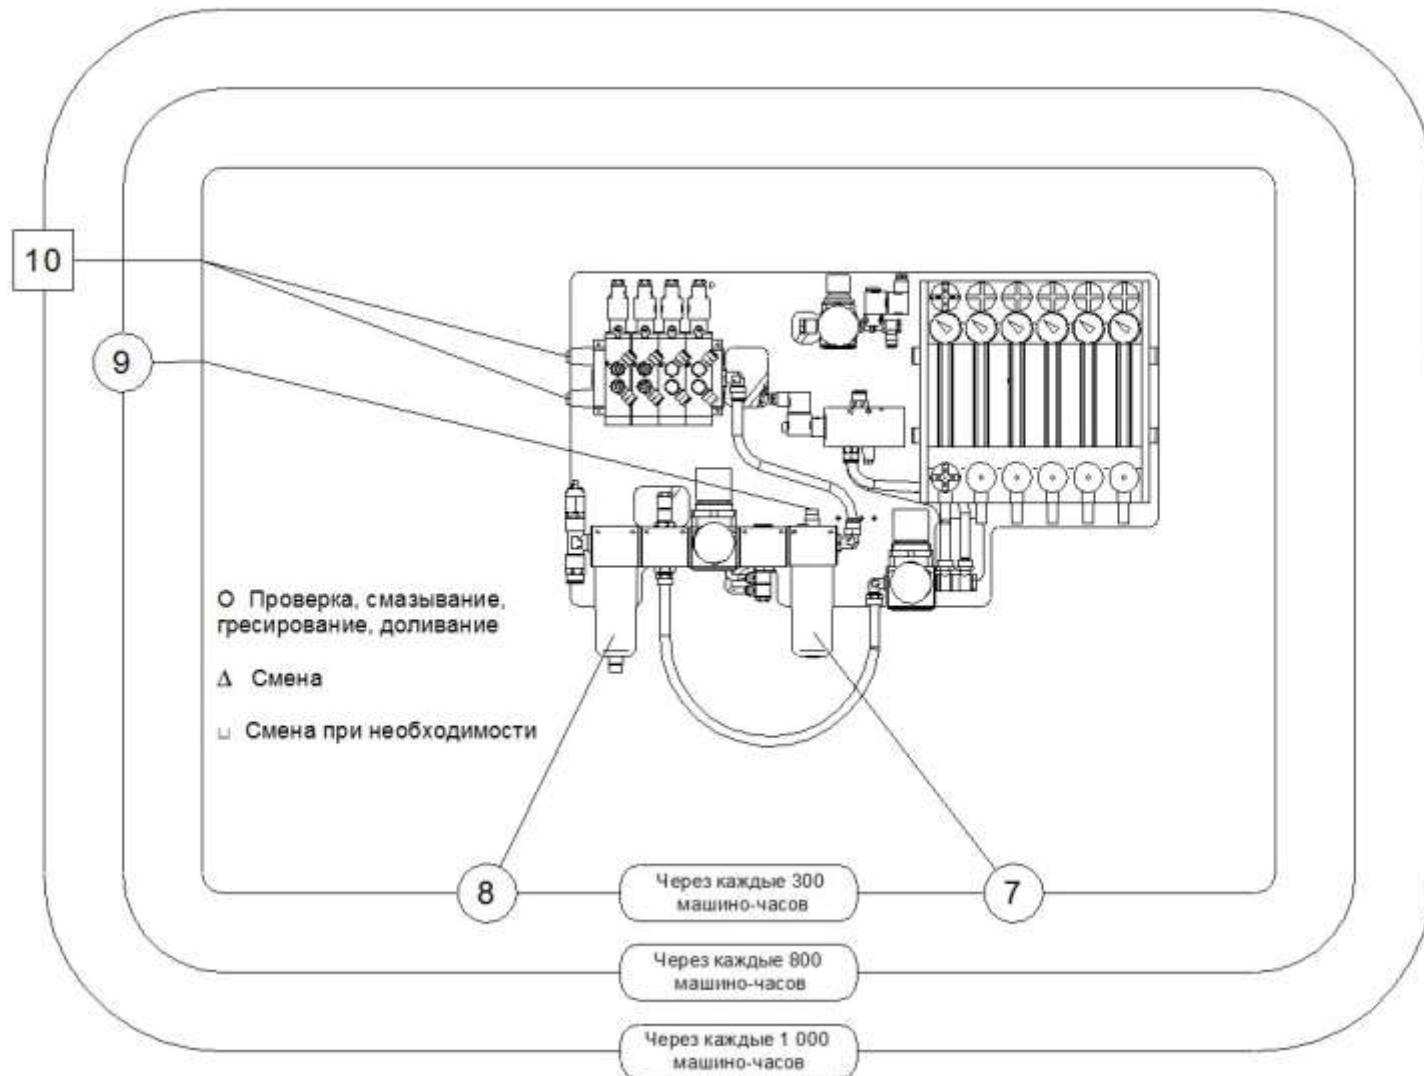 10
9
О Проверка, смазывание,
гресирование, доливание
Δ Смена
□ Смена при необходимости
8
Через каждые 300
машино-часов
7
Через каждые 800
машино-часов
Через каждые 1 000
машино-часов